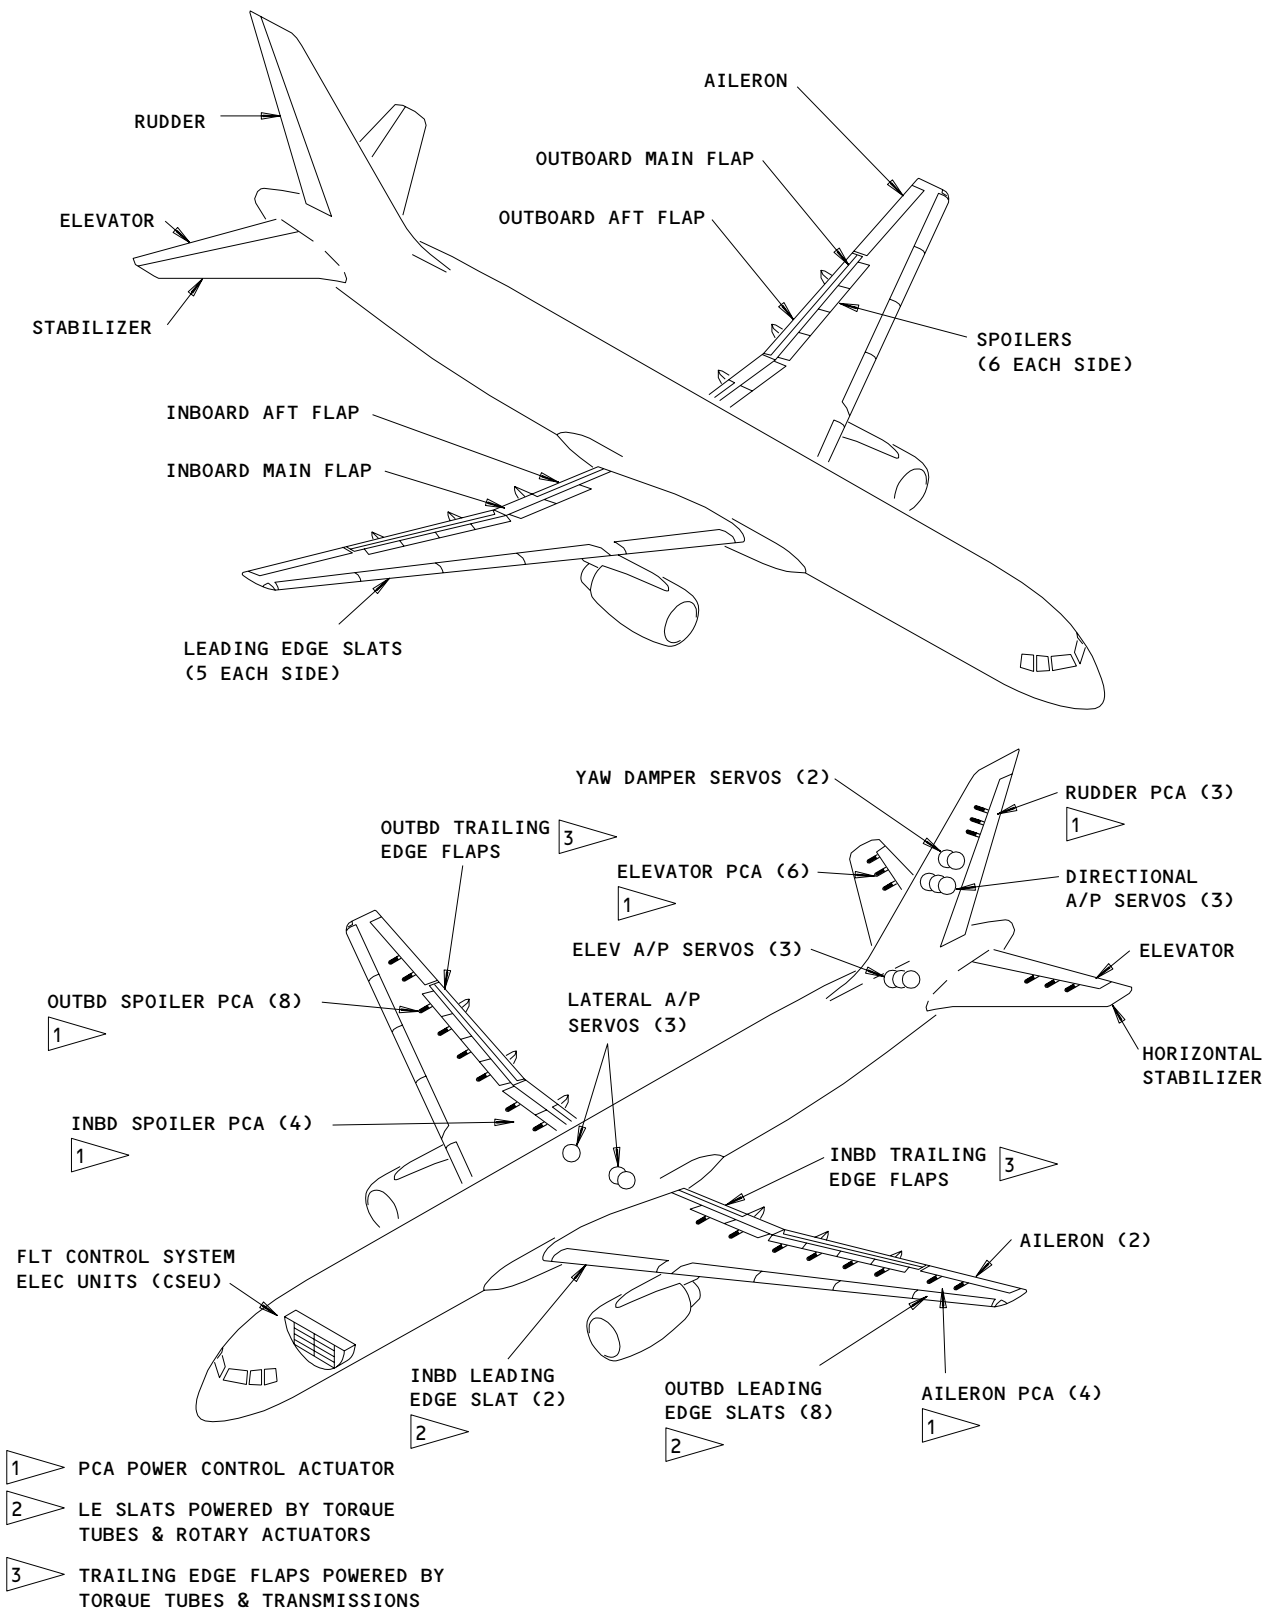 AILERON
RUDDER
OUTBOARD MAIN FLAP
OUTBOARD AFT FLAP
ELEVATOR
STABILIZER
SPOILERS
(6 EACH SIDE)
INBOARD AFT FLAP
INBOARD MAIN FLAP
LEADING EDGE SLATS
(5 EACH SIDE)
YAW DAMPER SERVOS (2)
RUDDER PCA (3)
1
OUTBD TRAILING
EDGE FLAPS
3
ELEVATOR PCA (6)
1
DIRECTIONAL
A/P SERVOS (3)
ELEV A/P SERVOS (3)
ELEVATOR
OUTBD SPOILER PCA (8)
1
LATERAL A/P
SERVOS (3)
HORIZONTAL
STABILIZER
INBD SPOILER PCA (4)
1
INBD TRAILING
EDGE FLAPS
3
FLT CONTROL SYSTEM
ELEC UNITS (CSEU)
AILERON (2)
INBD LEADING
EDGE SLAT (2)
2
OUTBD LEADING
EDGE SLATS (8)
2
AILERON PCA (4)
1
1 PCA POWER CONTROL ACTUATOR
2 LE SLATS POWERED BY TORQUE
TUBES & ROTARY ACTUATORS
3 TRAILING EDGE FLAPS POWERED BY
TORQUE TUBES & TRANSMISSIONS